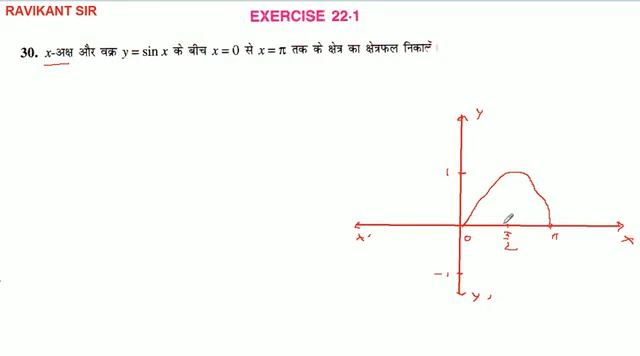 RAVIKANT SIR
EXERCISE 22·1
30. x-अक्ष और वक्र y = sin x के बीच x = 0 से x = π तक के क्षेत्र का क्षेत्रफल निकालें।
y
1
x' 0 π/2 π x
-1
y'